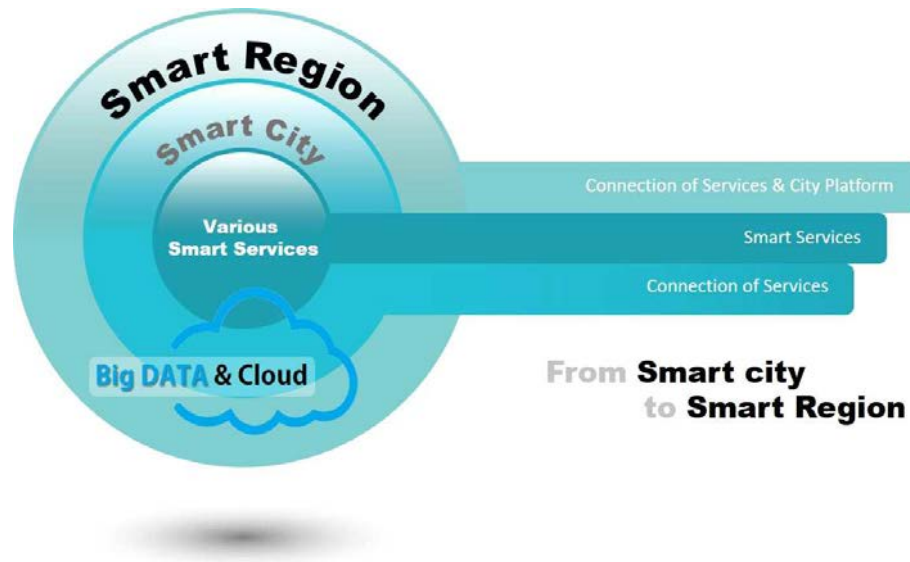 Smart Region
Smart City
Various
Smart Services
Big DATA & Cloud
Connection of Services & City Platform
Smart Services
Connection of Services
From Smart city
to Smart Region